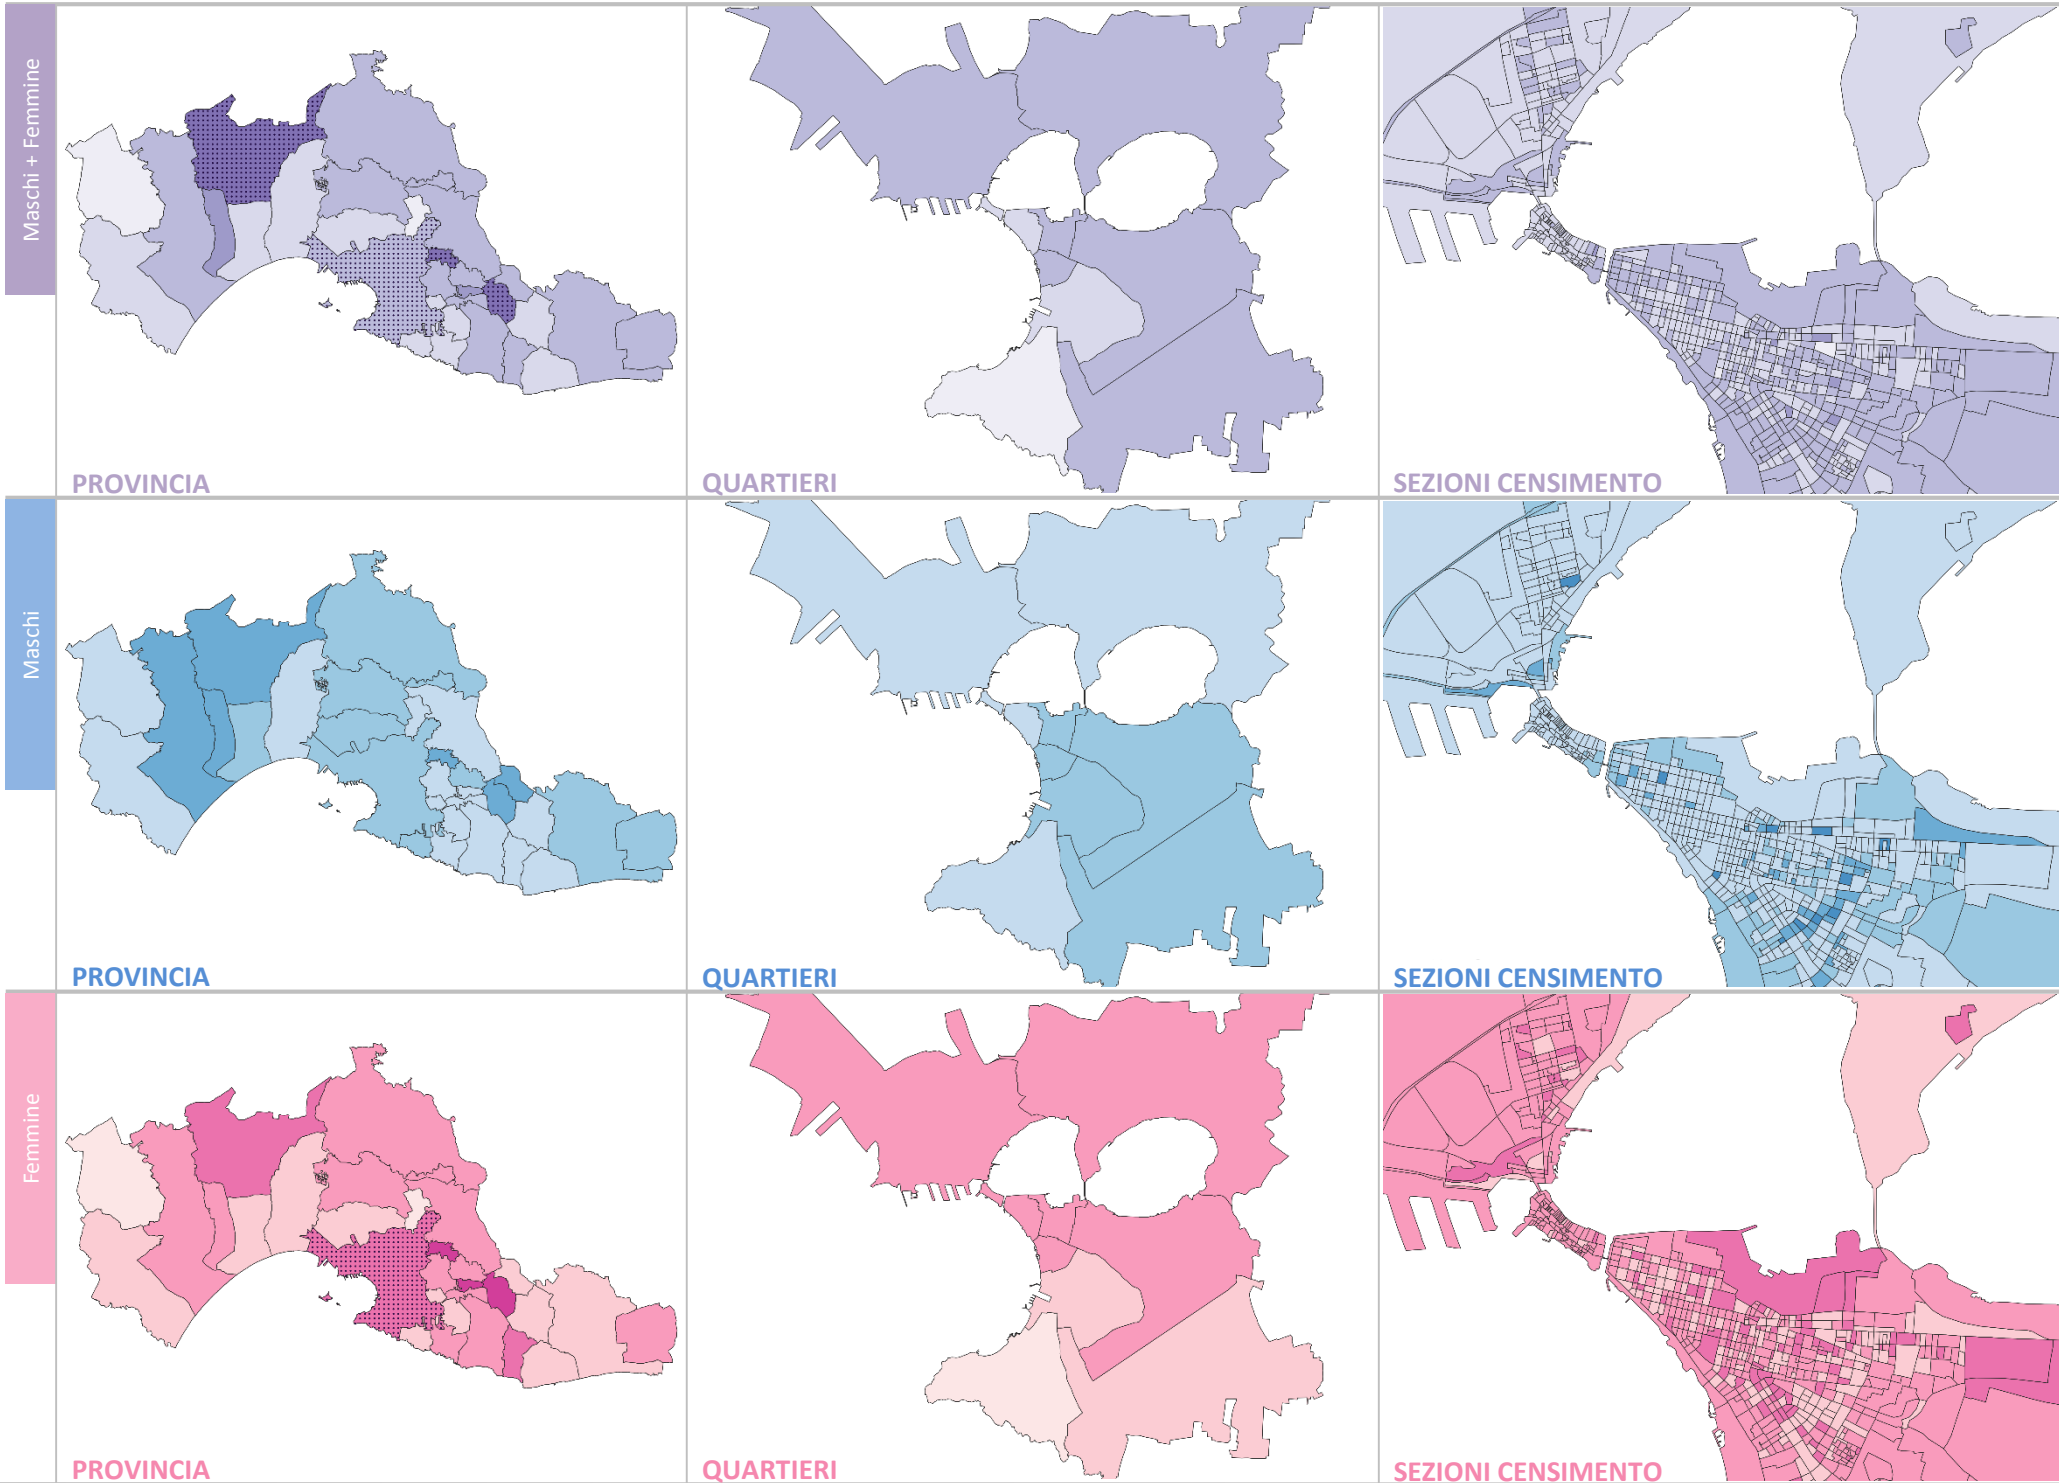 Maschi + Femmine
PROVINCIA
QUARTIERI
SEZIONI CENSIMENTO
Maschi
PROVINCIA
QUARTIERI
SEZIONI CENSIMENTO
Femmine
PROVINCIA
QUARTIERI
SEZIONI CENSIMENTO